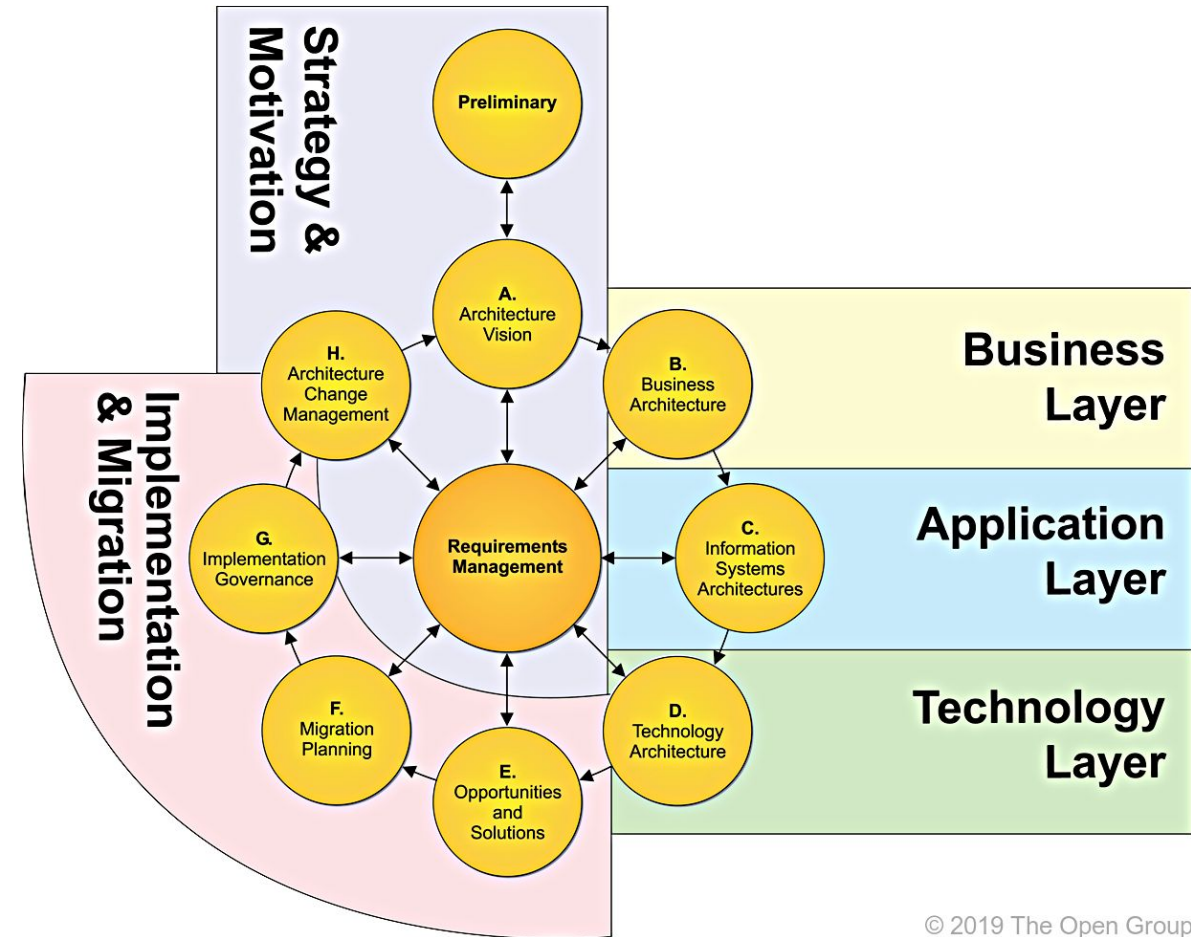 Strategy &
Motivation
Preliminary
A.
Architecture
Vision
H.
Architecture
Change
Management
B.
Business
Architecture
Business
Layer
Implementation
& Migration
G.
Implementation
Governance
Requirements
Management
C.
Information
Systems
Architectures
Application
Layer
F.
Migration
Planning
D.
Technology
Architecture
Technology
Layer
E.
Opportunities
and
Solutions
© 2019 The Open Group